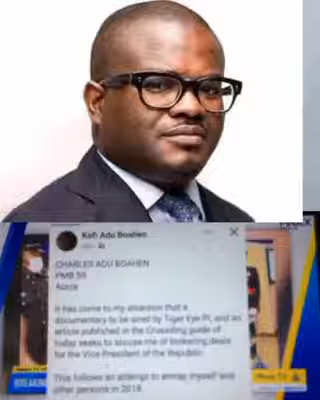 Kofi Adu Boahen
CHARLES ADU BOAHEN
PMB 59
Accra
It has come to my attention that a
documentary to be aired by Tiger Eye PI, and an
article published in the Crusading guide of
today seeks to accuse me of brokering deals
for the Vice President of the Republic.
This follows an attempt to entrap myself and
other persons in 2018.
BREAKING